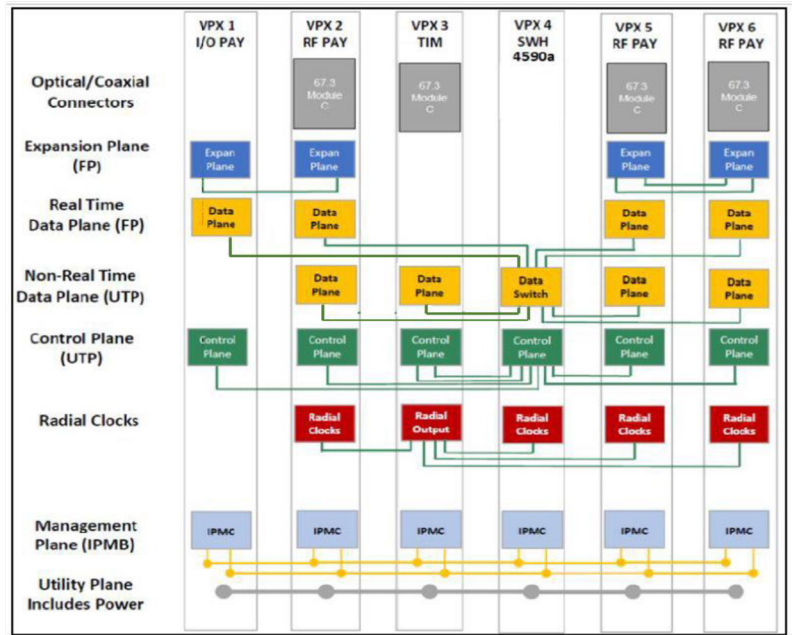 VPX 1
I/O PAY
VPX 2
RF PAY
VPX 3
TIM
VPX 4
SWH
4590a
VPX 5
RF PAY
VPX 6
RF PAY
Optical/Coaxial
Connectors
67.3
Module
C
67.3
Module
C
67.3
Module
C
67.3
Module
C
Expansion Plane
(FP)
Expan
Plane
Expan
Plane
Expan
Plane
Expan
Plane
Real Time
Data Plane (FP)
Data
Plane
Data
Plane
Data
Plane
Data
Plane
Non-Real Time
Data Plane (UTP)
Data
Plane
Data
Plane
Data
Switch
Data
Plane
Data
Plane
Control Plane
(UTP)
Control
Plane
Control
Plane
Control
Plane
Control
Plane
Control
Plane
Control
Plane
Radial Clocks
Radial
Clocks
Radial
Output
Radial
Clocks
Radial
Clocks
Radial
Clocks
Management
Plane (IPMB)
IPMC
IPMC
IPMC
IPMC
IPMC
IPMC
Utility Plane
Includes Power